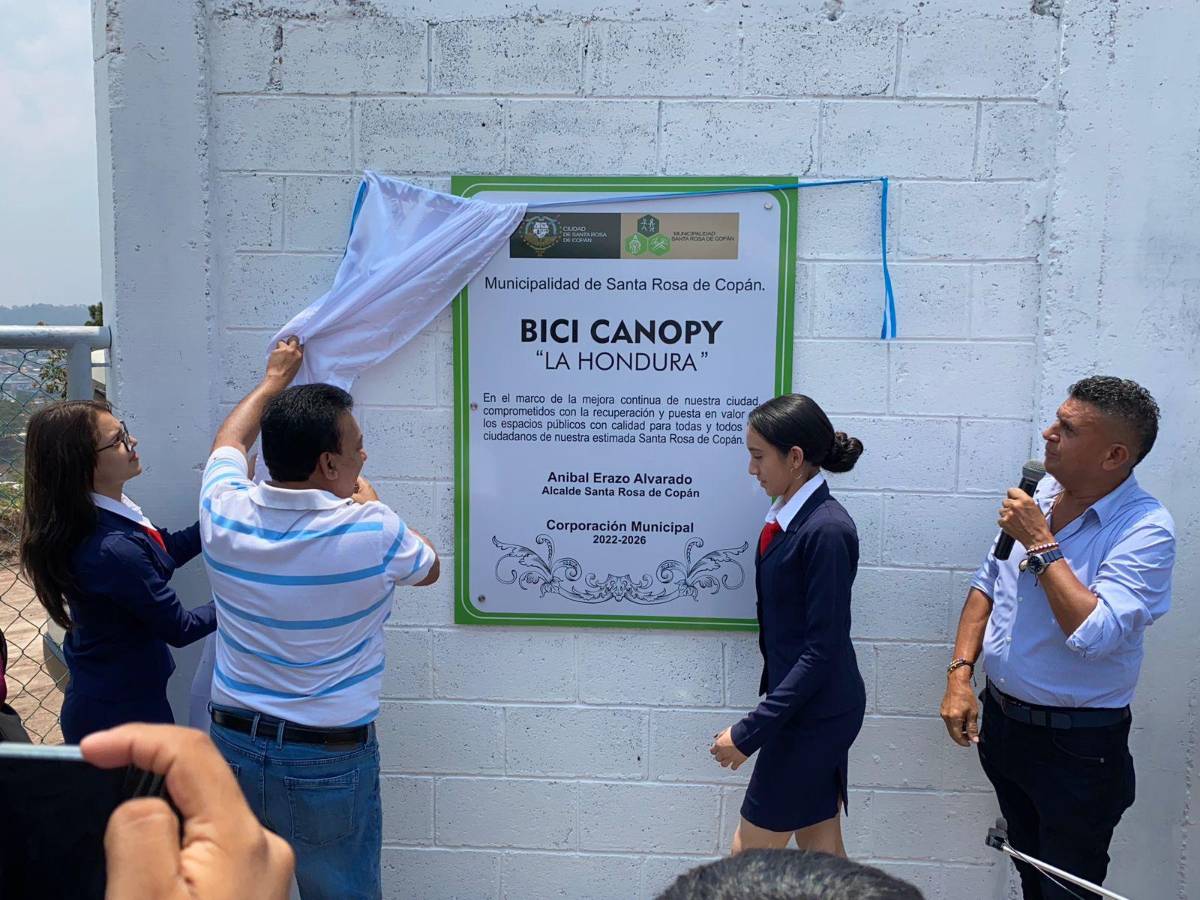 CIUDAD
DE SANTA ROSA
DE COPÁN
MUNICIPALIDAD
SANTA ROSA DE COPÁN
Municipalidad de Santa Rosa de Copán.
BICI CANOPY
“LA HONDURA”
En el marco de la mejora continua de nuestra ciudad,
comprometidos con la recuperación y puesta en valor
los espacios públicos con calidad para todas y todos
ciudadanos de nuestra estimada Santa Rosa de Copán.
Anibal Erazo Alvarado
Alcalde Santa Rosa de Copán
Corporación Municipal
2022-2026